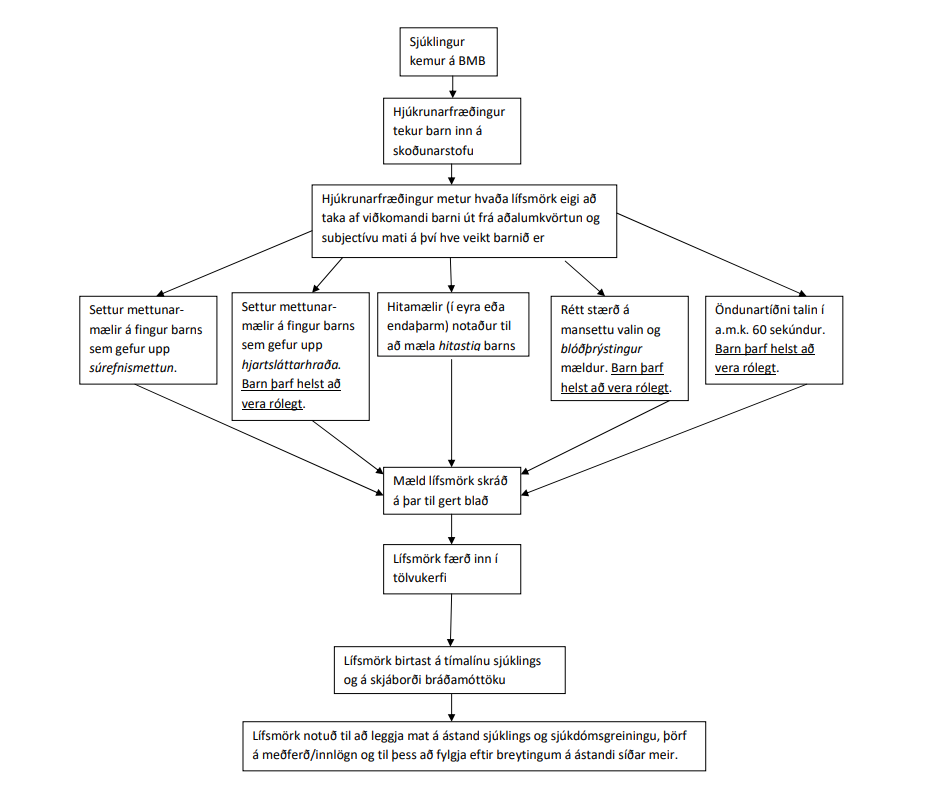 Sjúklingur
kemur á BMB
Hjúkrunarfræðingur
tekur barn inn á
skoðunarstofu
Hjúkrunarfræðingur metur hvaða lífsmörk eigi að
taka af viðkomandi barni út frá aðalumkvörtun og
subjectívu mati á því hve veikt barnið er
Settur mettunar-
mælir á fingur barns
sem gefur upp
súrefnismettun.
Settur mettunar-
mælir á fingur barns
sem gefur upp
hjartsláttarhraða.
Barn þarf helst að
vera rólegt.
Hitamælir (í eyra eða
endaþarm) notaður til
að mæla hitastig barns
Rétt stærð á
mansettu valin og
blóðþrýstingur
mældur. Barn þarf
helst að vera rólegt.
Öndunartíðni talin í
a.m.k. 60 sekúndur.
Barn þarf helst að
vera rólegt.
Mæld lífsmörk skráð
á þar til gert blað
Lífsmörk færð inn í
tölvukerfi
Lífsmörk birtast á tímalínu sjúklings
og á skjáborði bráðamóttöku
Lífsmörk notuð til að leggja mat á ástand sjúklings og sjúkdómsgreiningu, þörf
á meðferð/innlögn og til þess að fylgja eftir breytingum á ástandi síðar meir.